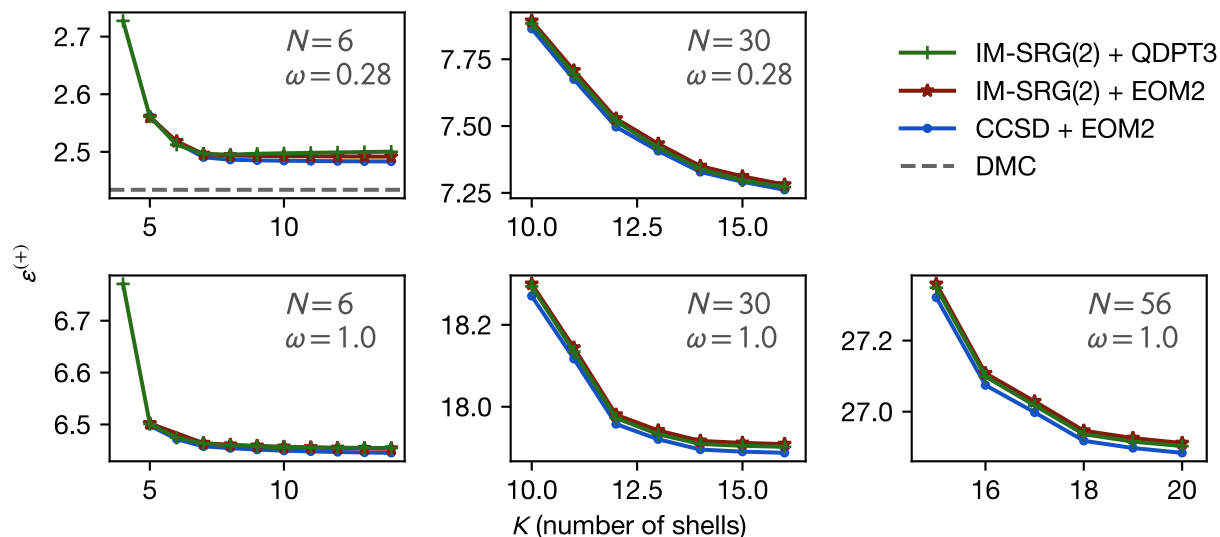 2.7
2.6
2.5
5
10
N = 6
ω = 0.28
7.75
7.50
7.25
10.0
12.5
15.0
N = 30
ω = 0.28
IM-SRG(2) + QDPT3
IM-SRG(2) + EOM2
CCSD + EOM2
DMC
ε(+)
6.7
6.6
6.5
5
10
N = 6
ω = 1.0
18.2
18.0
10.0
12.5
15.0
N = 30
ω = 1.0
27.2
27.0
16
18
20
N = 56
ω = 1.0
K (number of shells)